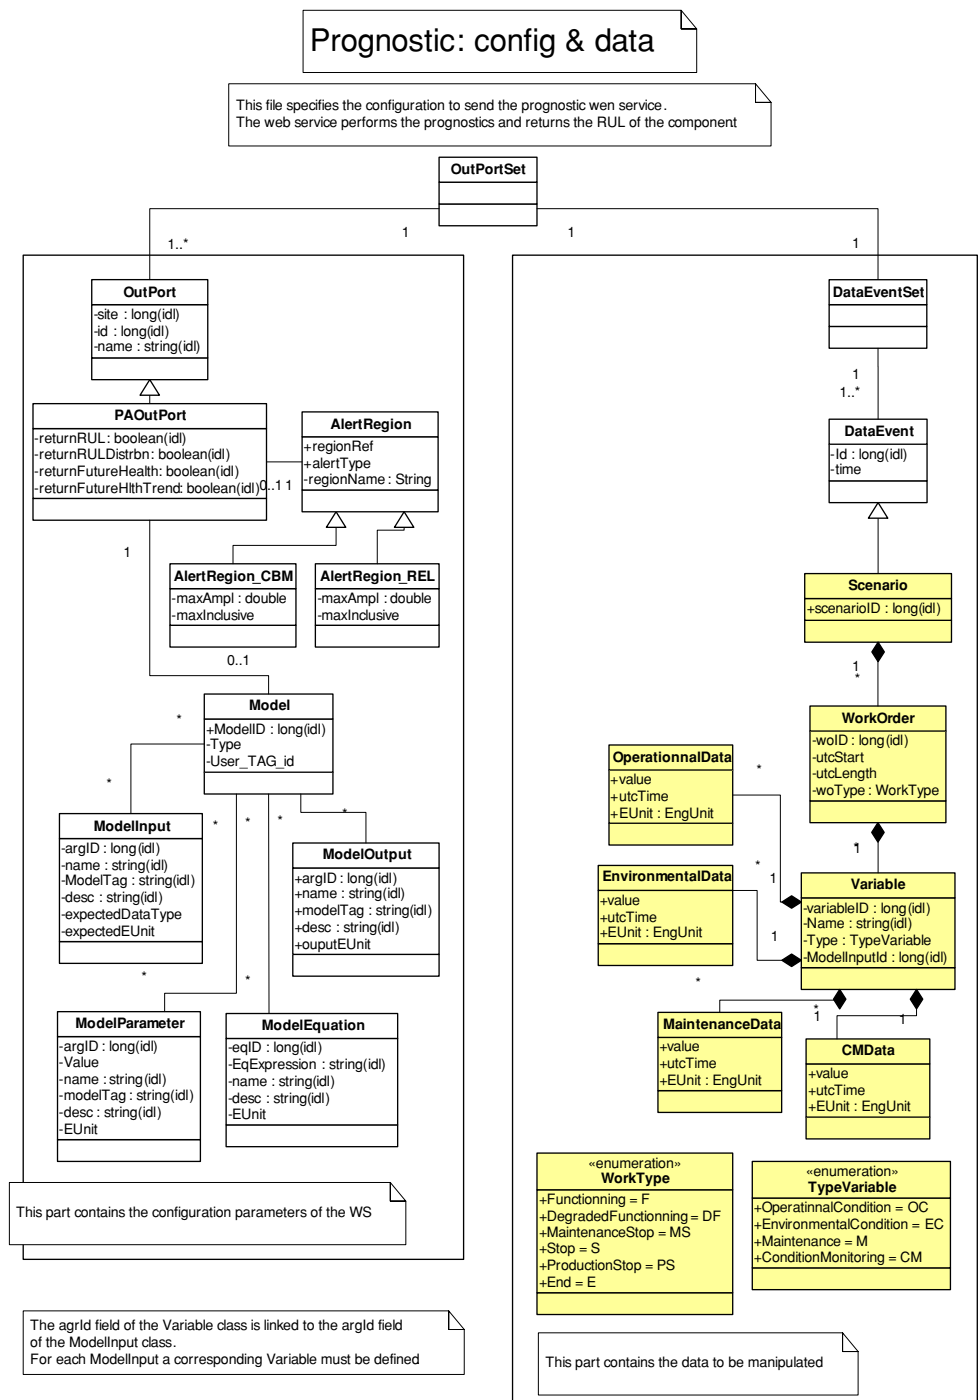 Prognostic: config & data
This file specifies the configuration to send the prognostic wen service.
The web service performs the prognostics and returns the RUL of the component
OutPortSet
1
1
1..*
1
OutPort
-site : long(idl)
-id : long(idl)
-name : string(idl)
PAOutPort
-returnRUL: boolean(idl)
-returnRULDistrbn: boolean(idl)
-returnFutureHealth: boolean(idl)
-returnFutureHlthTrend: boolean(idl)
0..1
1
AlertRegion
+regionRef
+alertType
-regionName : String
1
AlertRegion_CBM
-maxAmpl : double
-maxInclusive
AlertRegion_REL
-maxAmpl : double
-maxInclusive
0..1
Model
+ModelID : long(idl)
-Type
-User_TAG_id
*
*
*
*
*
*
ModelInput
-argID : long(idl)
-name : string(idl)
-ModelTag : string(idl)
-desc : string(idl)
-expectedDataType
-expectedEUnit
ModelOutput
+argID : long(idl)
+name : string(idl)
+modelTag : string(idl)
+desc : string(idl)
+ouputEUnit
*
*
ModelParameter
-argID : long(idl)
-Value
-name : string(idl)
-modelTag : string(idl)
-desc : string(idl)
-EUnit
ModelEquation
-eqID : long(idl)
-EqExpression : string(idl)
-name : string(idl)
-desc : string(idl)
-EUnit
This part contains the configuration parameters of the WS
The agrId field of the Variable class is linked to the argId field
of the ModelInput class.
For each ModelInput a corresponding Variable must be defined
DataEventSet
1
1..*
DataEvent
-Id : long(idl)
-time
Scenario
+scenarioID : long(idl)
1
*
WorkOrder
-woID : long(idl)
-utcStart
-utcLength
-woType : WorkType
OperationnalData
+value
+utcTime
+EUnit : EngUnit
*
1
*
*
1
EnvironmentalData
+value
+utcTime
+EUnit : EngUnit
1
Variable
-variableID : long(idl)
-Name : string(idl)
-Type : TypeVariable
-ModelInputId : long(idl)
*
*
1
1
MaintenanceData
+value
+utcTime
+EUnit : EngUnit
CMData
+value
+utcTime
+EUnit : EngUnit
«enumeration»
WorkType
+Functionning = F
+DegradedFunctionning = DF
+MaintenanceStop = MS
+Stop = S
+ProductionStop = PS
+End = E
«enumeration»
TypeVariable
+OperatinnalCondition = OC
+EnvironmentalCondition = EC
+Maintenance = M
+ConditionMonitoring = CM
This part contains the data to be manipulated